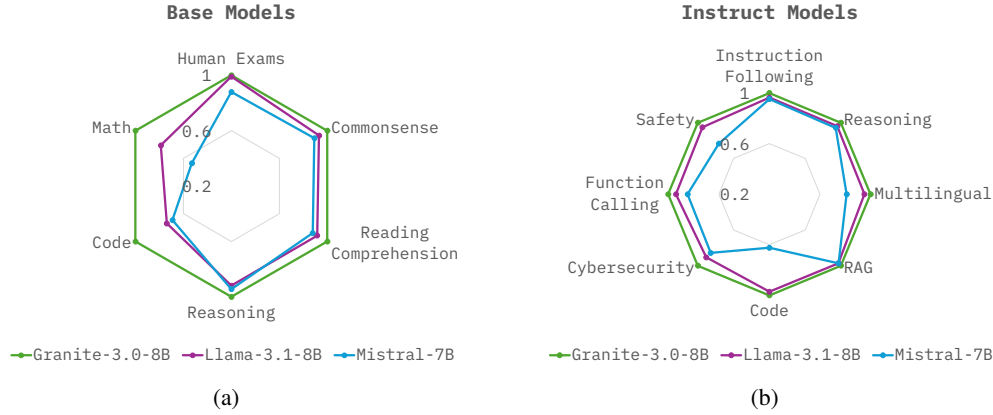 Base Models
Human Exams
1
Math
0.6
Commonsense
0.2
Code
Reading
Comprehension
Reasoning
Granite-3.0-8B Llama-3.1-8B Mistral-7B
(a)
Instruct Models
Instruction
Following
1
Safety
Reasoning
0.6
Function
Calling
0.2
Multilingual
Cybersecurity
RAG
Code
Granite-3.0-8B Llama-3.1-8B Mistral-7B
(b)